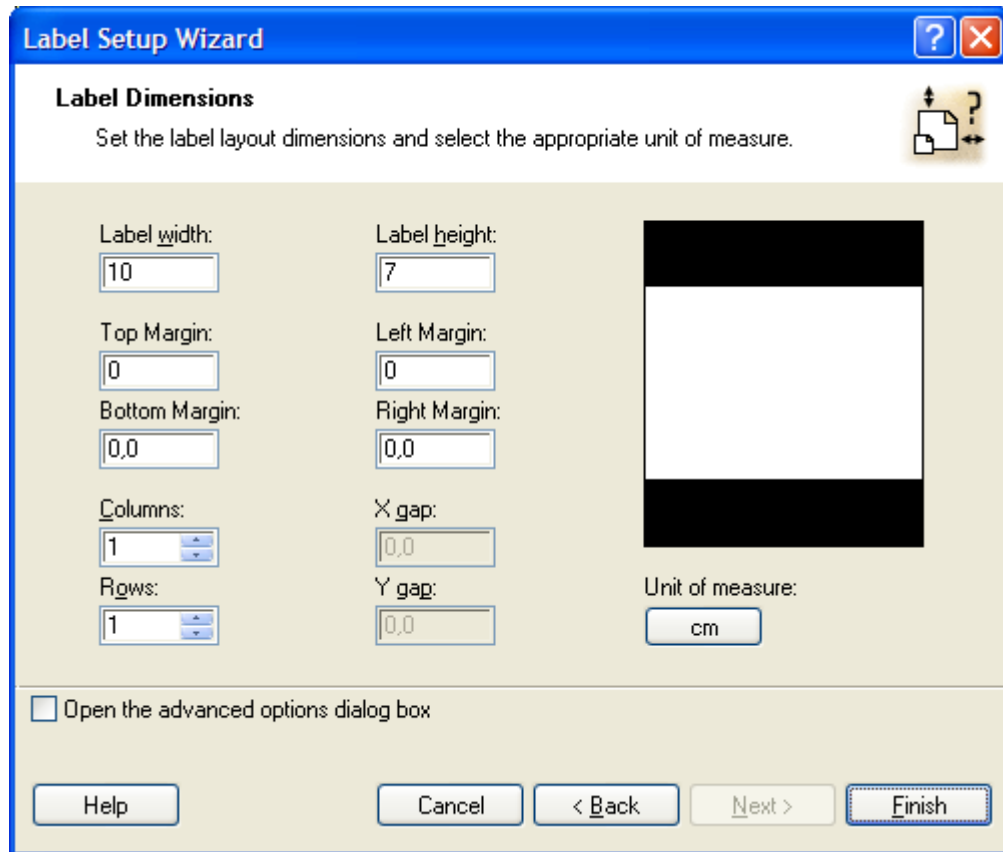 Label Setup Wizard
Label Dimensions
Set the label layout dimensions and select the appropriate unit of measure.
Label width: Label height:
10 7
Top Margin: Left Margin:
0 0
Bottom Margin: Right Margin:
0,0 0,0
Columns: X gap:
1 0,0
Rows: Y gap: Unit of measure:
1 0,0 cm
Open the advanced options dialog box
Help Cancel < Back Next > Finish